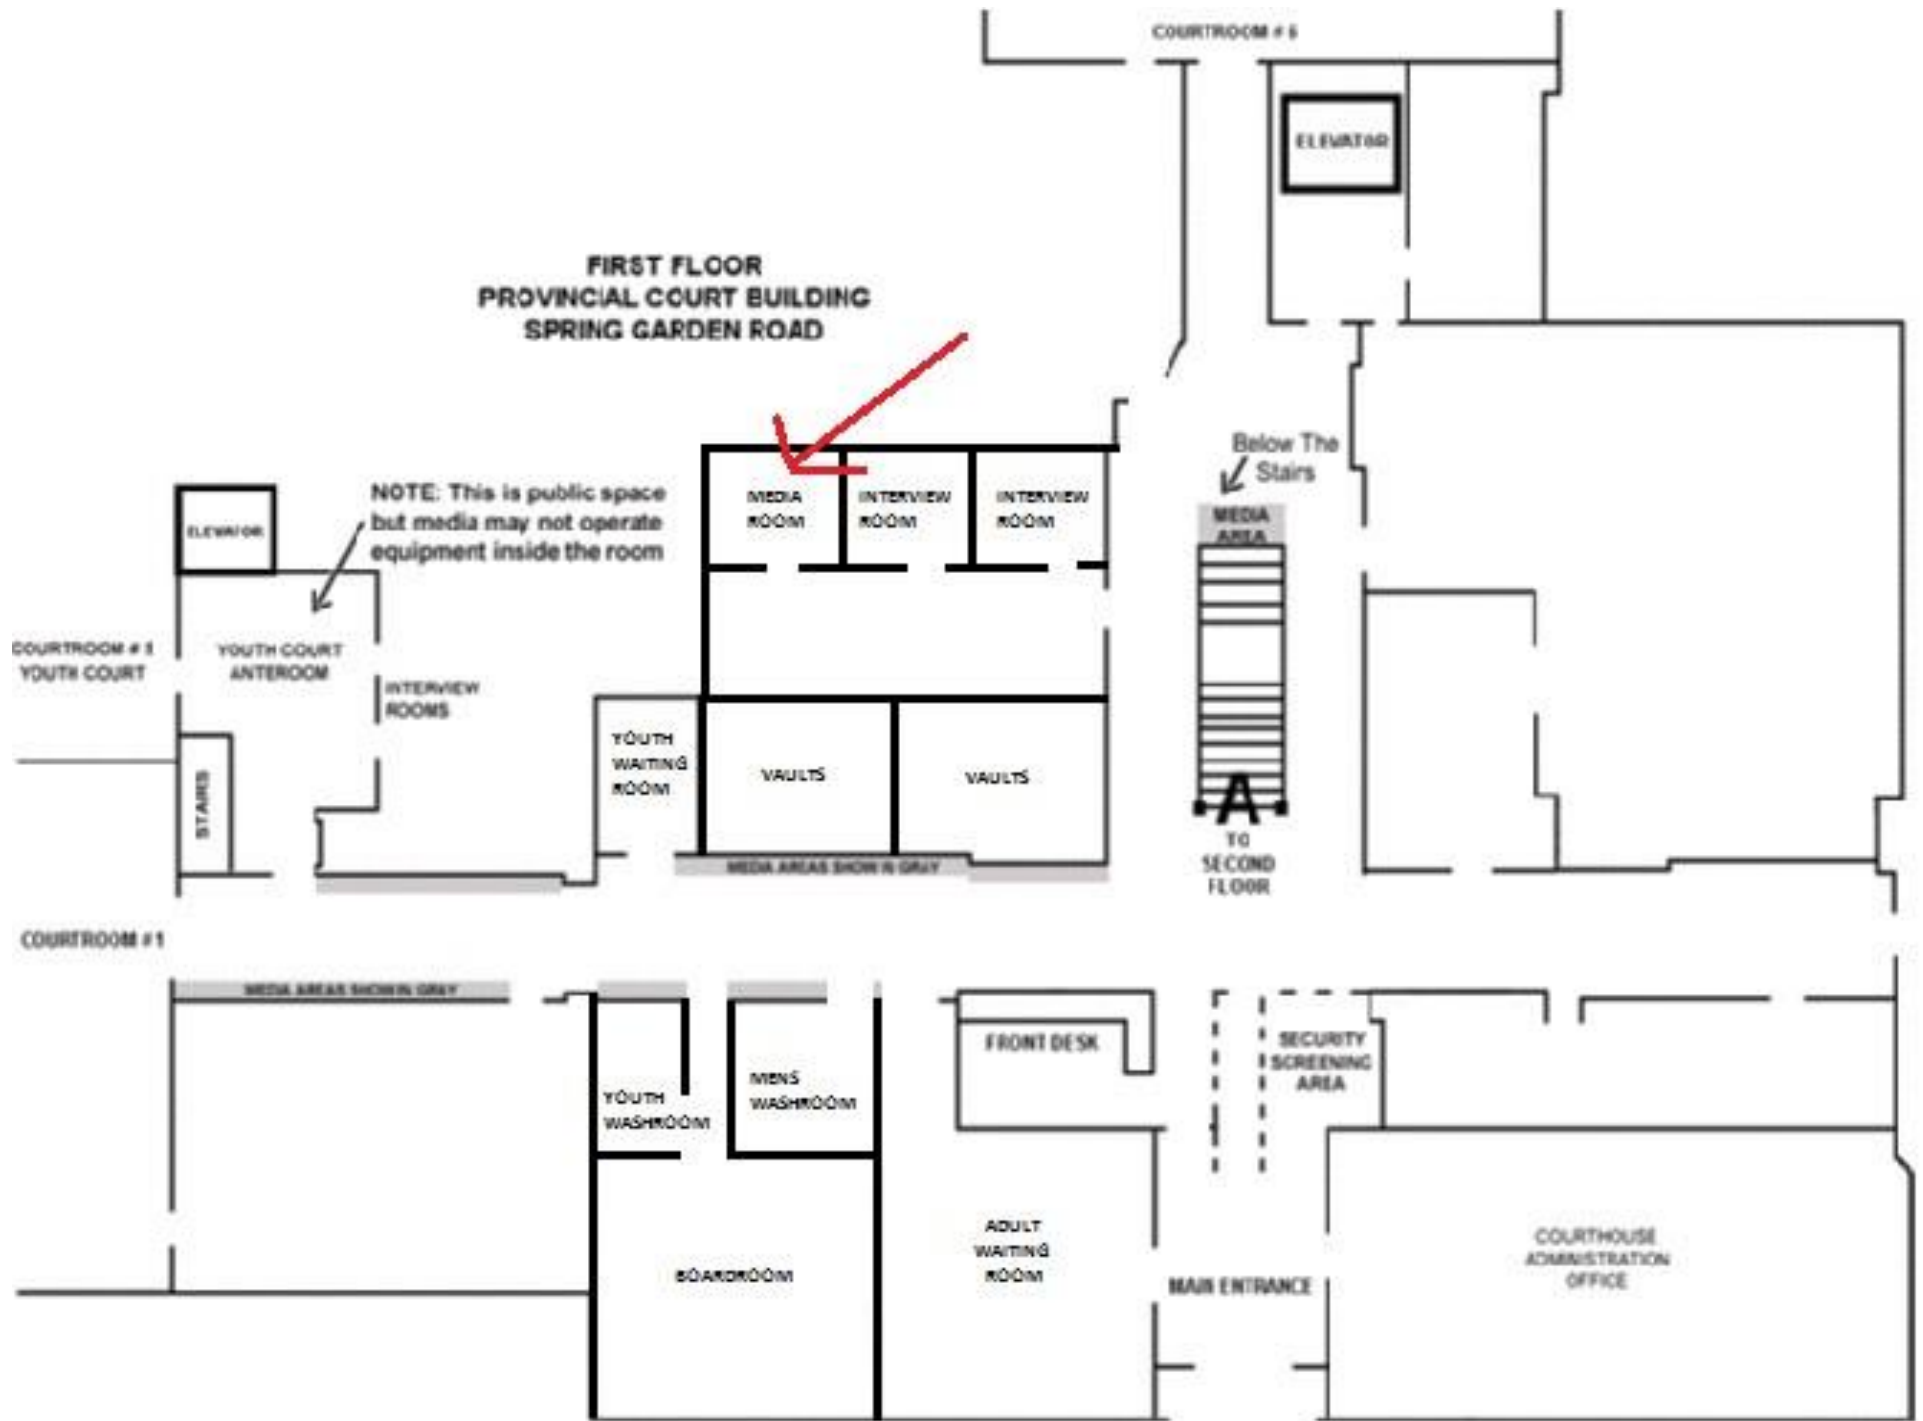 COURTROOM # 6
ELEVATOR
FIRST FLOOR
PROVINCIAL COURT BUILDING
SPRING GARDEN ROAD
Below The
Stairs
MEDIA
AREA
NOTE: This is public space
but media may not operate
equipment inside the room
MEDIA
ROOM
INTERVIEW
ROOM
INTERVIEW
ROOM
ELEVATOR
COURTROOM # 5
YOUTH COURT
YOUTH COURT
ANTEROOM
INTERVIEW
ROOMS
YOUTH
WAITING
ROOM
VAULTS
VAULTS
STAIRS
A
TO
SECOND
FLOOR
MEDIA AREAS SHOWN GRAY
COURTROOM # 1
MEDIA AREAS SHOWN GRAY
FRONT DESK
SECURITY
SCREENING
AREA
YOUTH
WASHROOM
MENS
WASHROOM
BOARDROOM
ADULT
WAITING
ROOM
MAIN ENTRANCE
COURTHOUSE
ADMINISTRATION
OFFICE